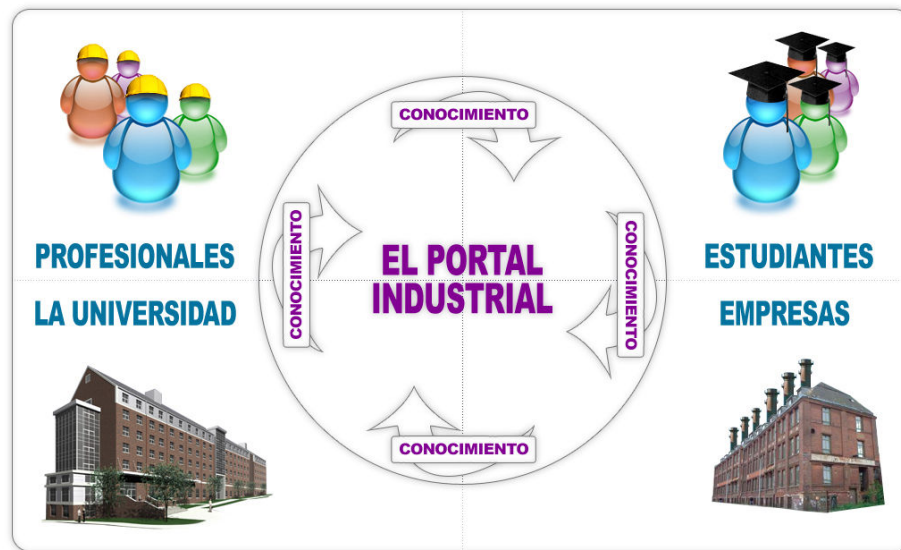 CONOCIMIENTO
PROFESIONALES
CONOCIMIENTO
EL PORTAL
INDUSTRIAL
CONOCIMIENTO
ESTUDIANTES
LA UNIVERSIDAD
EMPRESAS
CONOCIMIENTO